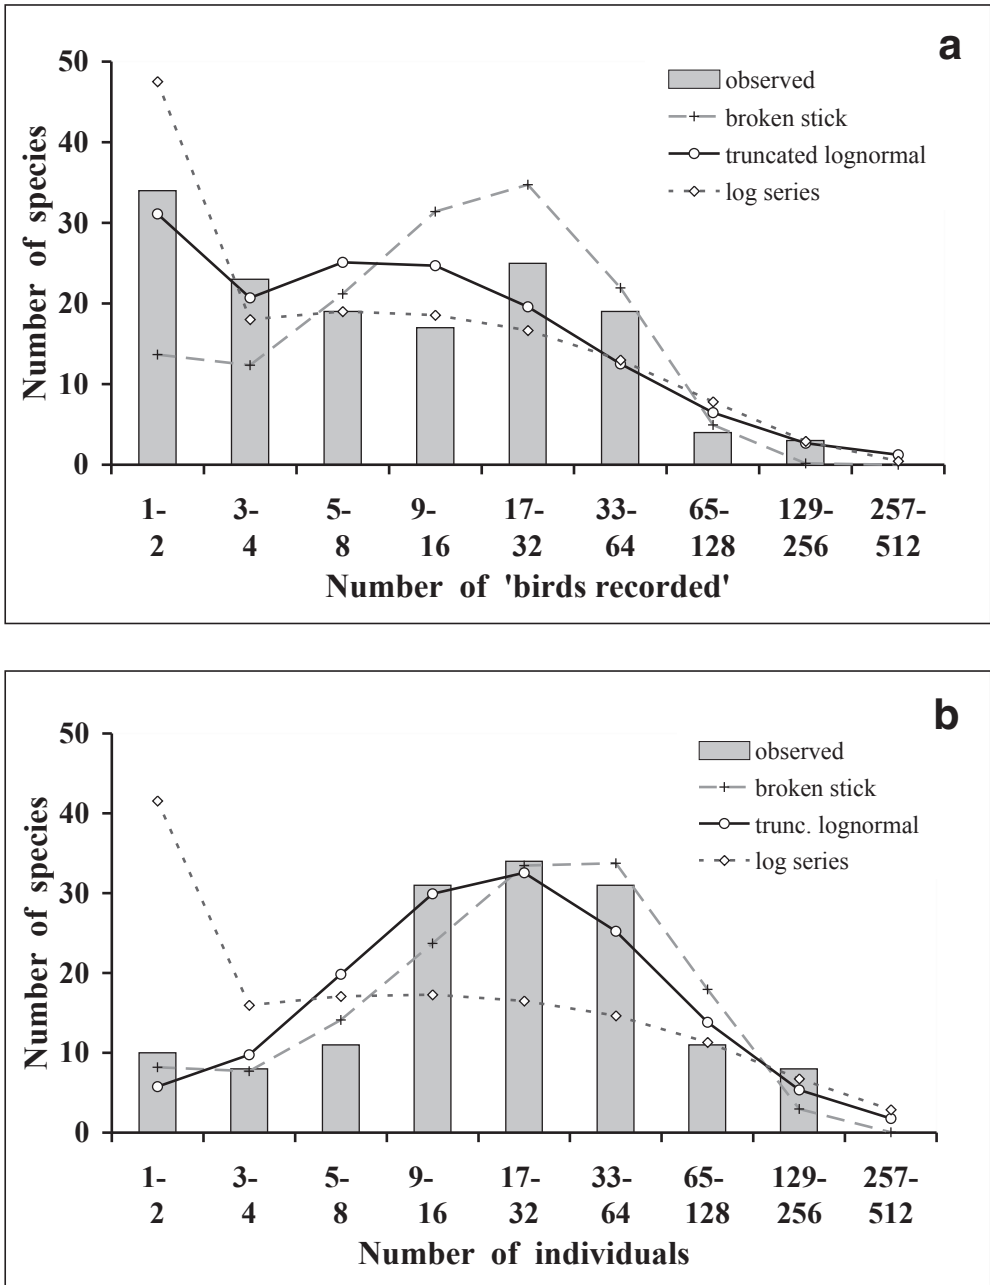 a
50
40
30
20
10
0
Number of species
observed
broken stick
truncated lognormal
log series
1- 3- 5- 9- 17- 33- 65- 129- 257-
2 4 8 16 32 64 128 256 512
Number of 'birds recorded'
b
50
40
30
20
10
0
Number of species
observed
broken stick
trunc. lognormal
log series
1- 3- 5- 9- 17- 33- 65- 129- 257-
2 4 8 16 32 64 128 256 512
Number of individuals